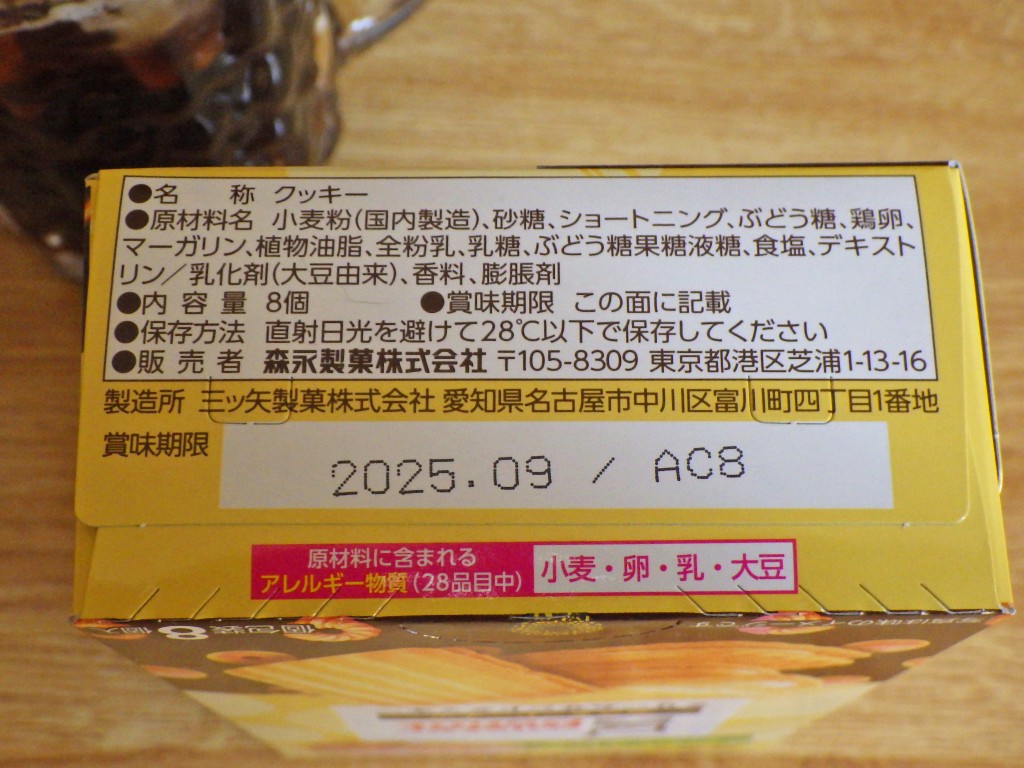 ●名 称 クッキー
●原材料名 小麦粉(国内製造)、砂糖、ショートニング、ぶどう糖、鶏卵、
マーガリン、植物油脂、全粉乳、乳糖、ぶどう糖果糖液糖、食塩、デキスト
リン/乳化剤(大豆由来)、香料、膨脹剤
●内容量 8個 ●賞味期限 この面に記載
●保存方法 直射日光を避けて28℃以下で保存してください
●販売者 森永製菓株式会社 〒105-8309 東京都港区芝浦1-13-16
製造所 三ッ矢製菓株式会社 愛知県名古屋市中川区富川町四丁目1番地
賞味期限
2025.09 / AC8
原材料に含まれる
アレルギー物質(28品目中)
小麦・卵・乳・大豆
個包装 8個入